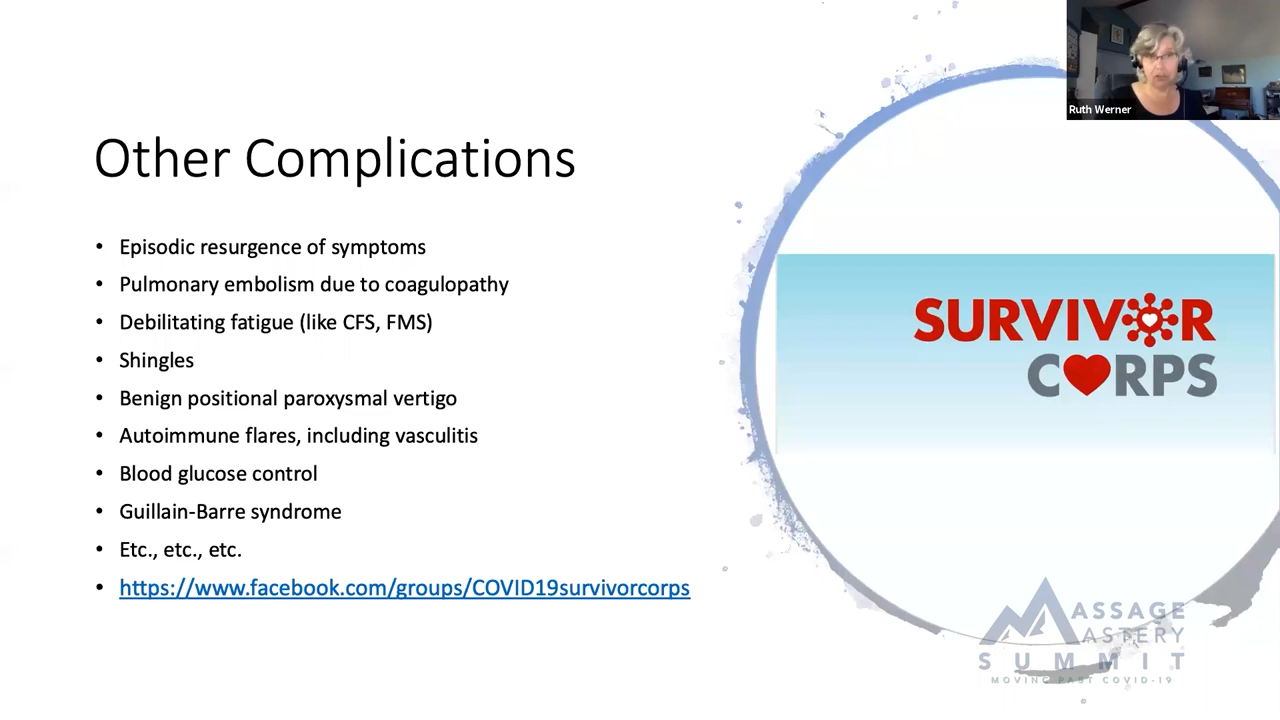 Ruth Werner
Other Complications
• Episodic resurgence of symptoms
• Pulmonary embolism due to coagulopathy
• Debilitating fatigue (like CFS, FMS)
• Shingles
• Benign positional paroxysmal vertigo
• Autoimmune flares, including vasculitis
• Blood glucose control
• Guillain-Barre syndrome
• Etc., etc., etc.
• https://www.facebook.com/groups/COVID19survivorcorps
SURVIVOR
CORPS
MASSAGE
MASTERY
SUMMIT
MOVING PAST COVID-19